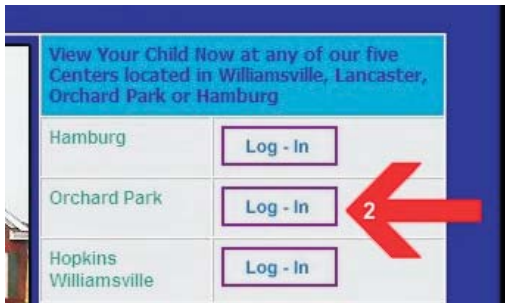 View Your Child Now at any of our five
Centers located in Williamsville, Lancaster,
Orchard Park or Hamburg
Hamburg
Log - In
Orchard Park
Log - In
2
Hopkins
Williamsville
Log - In